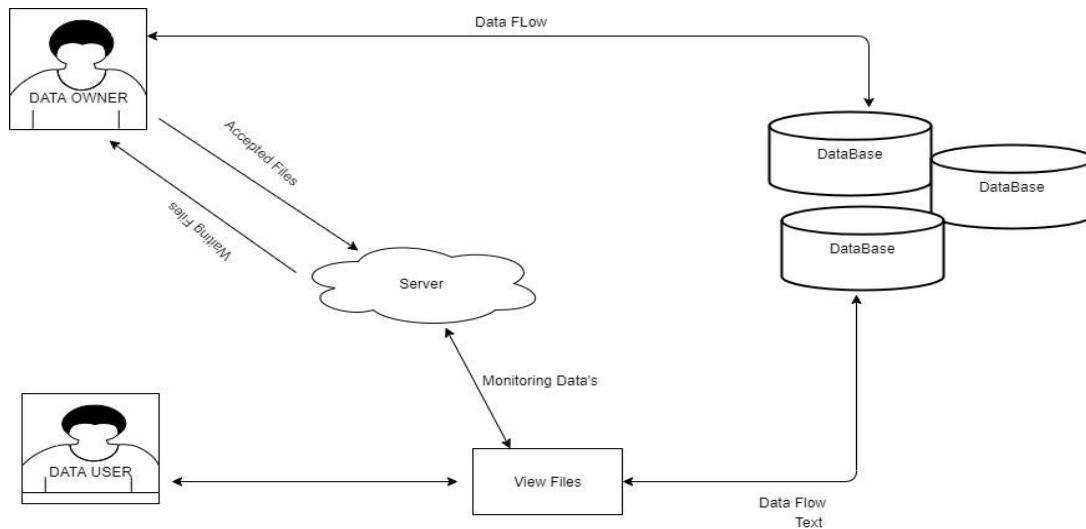 Data FLow
DATA OWNER
Accepted Files
Waiting Files
DataBase
DataBase
DataBase
Server
Monitoring Data's
DATA USER
View Files
Data Flow
Text